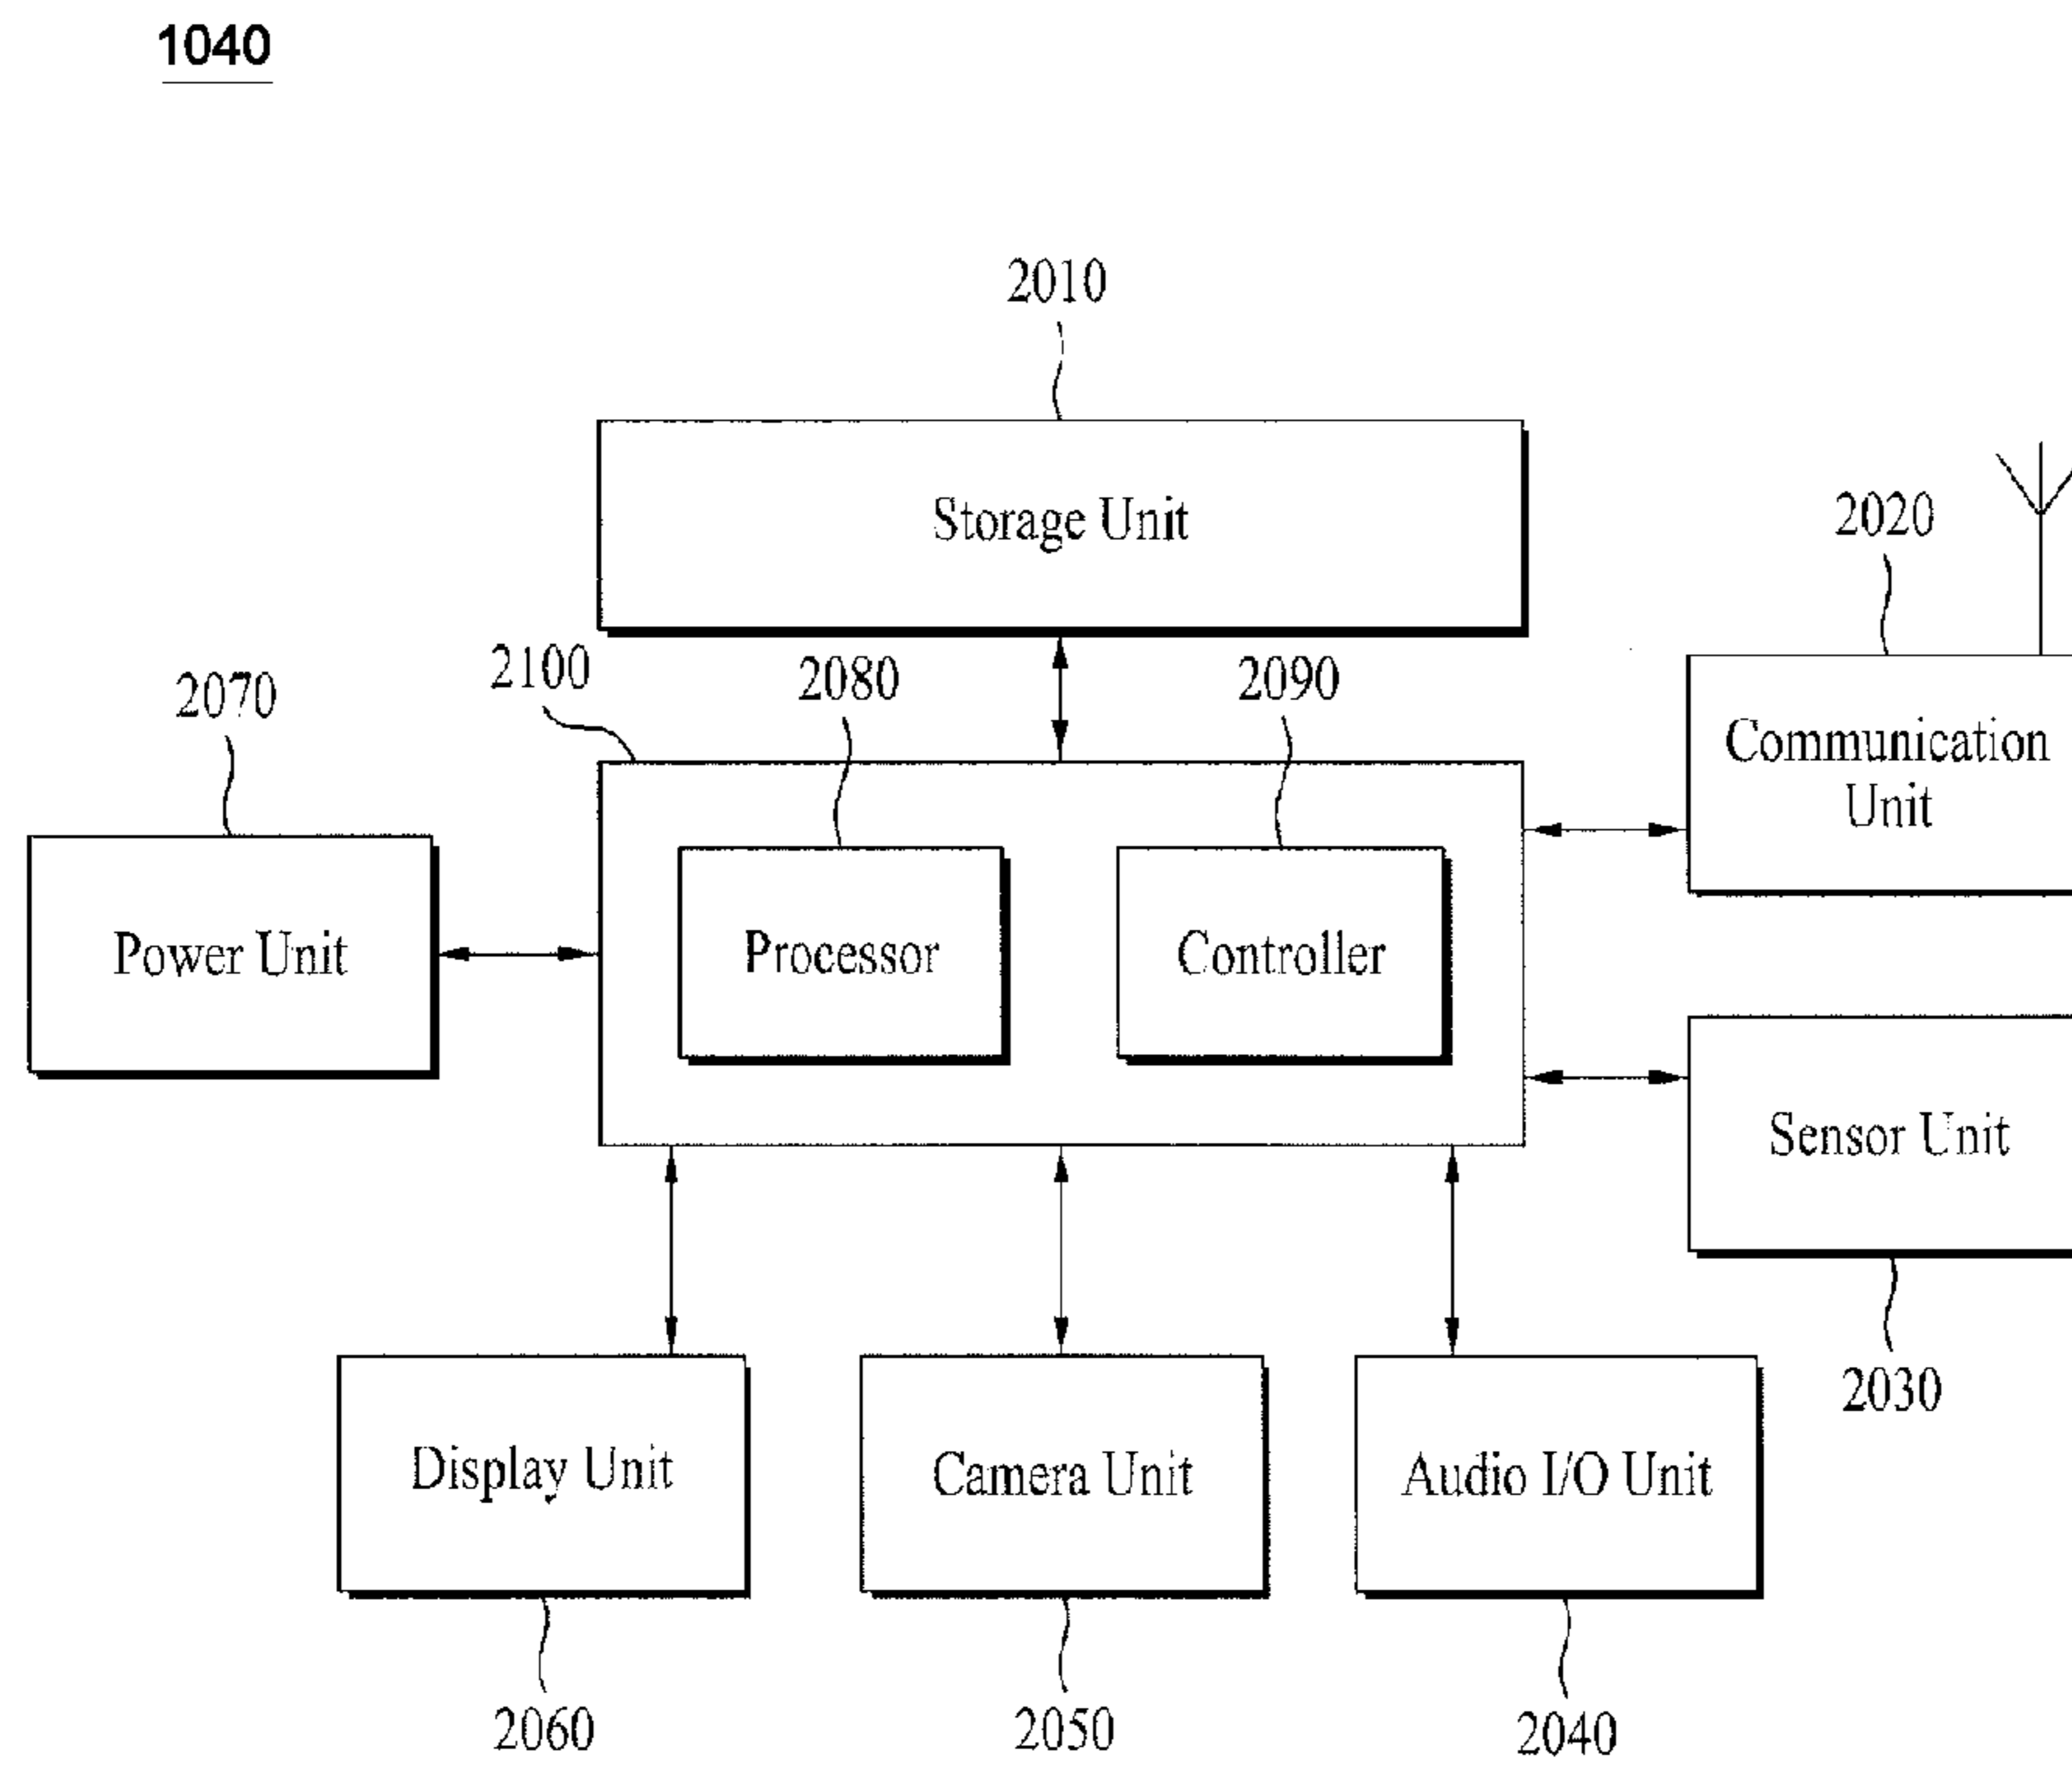 1040
2010
Storage Unit
2020
Communication
Unit
2100
2080
2090
2070
Power Unit
Processor
Controller
Sensor Unit
2030
Display Unit
Camera Unit
Audio I/O Unit
2060
2050
2040